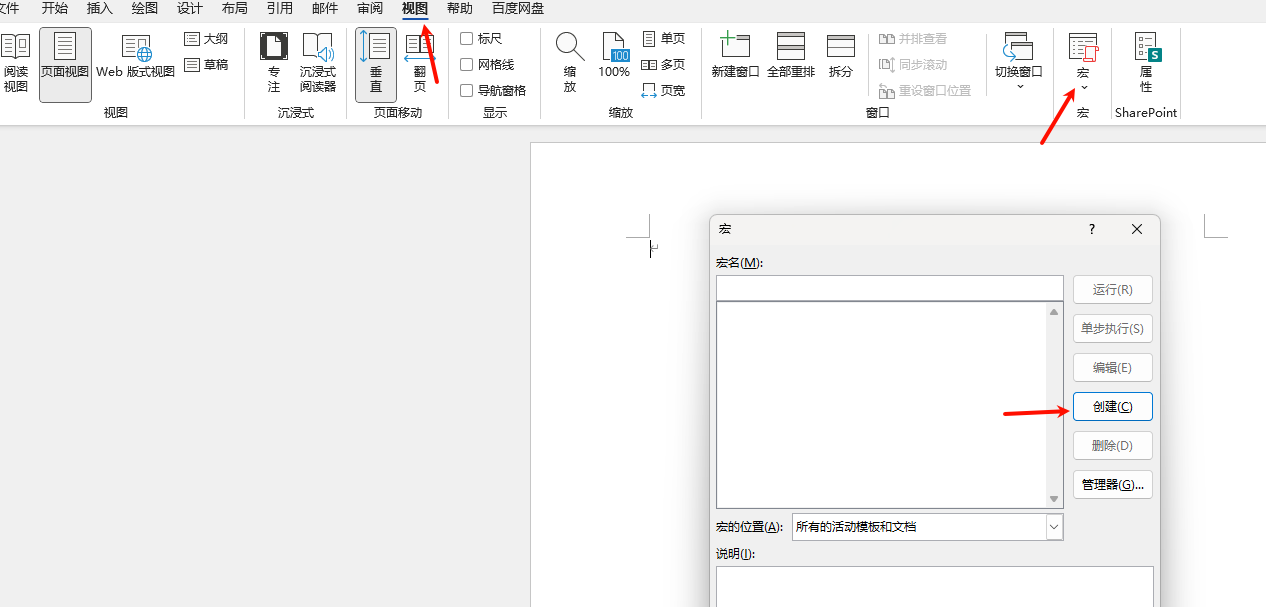 文件 开始 插入 绘图 设计 布局 引用 邮件 审阅 视图 帮助 百度网盘
阅读视图 页面视图 Web 版式视图 大纲 草稿
专注 沉浸式阅读器
垂直 翻页
标尺
网格线
导航窗格
缩放 100 100% 单页 多页 页宽
新建窗口 全部重排 拆分
并排查看
同步滚动
重设窗口位置
切换窗口
宏
S 属性
视图 沉浸式 页面移动 显示 缩放 窗口 宏 SharePoint
宏 ?
宏名(M):
运行(R)
单步执行(S)
编辑(E)
创建(C)
删除(D)
管理器(G)...
宏的位置(A): 所有的活动模板和文档
说明(I):